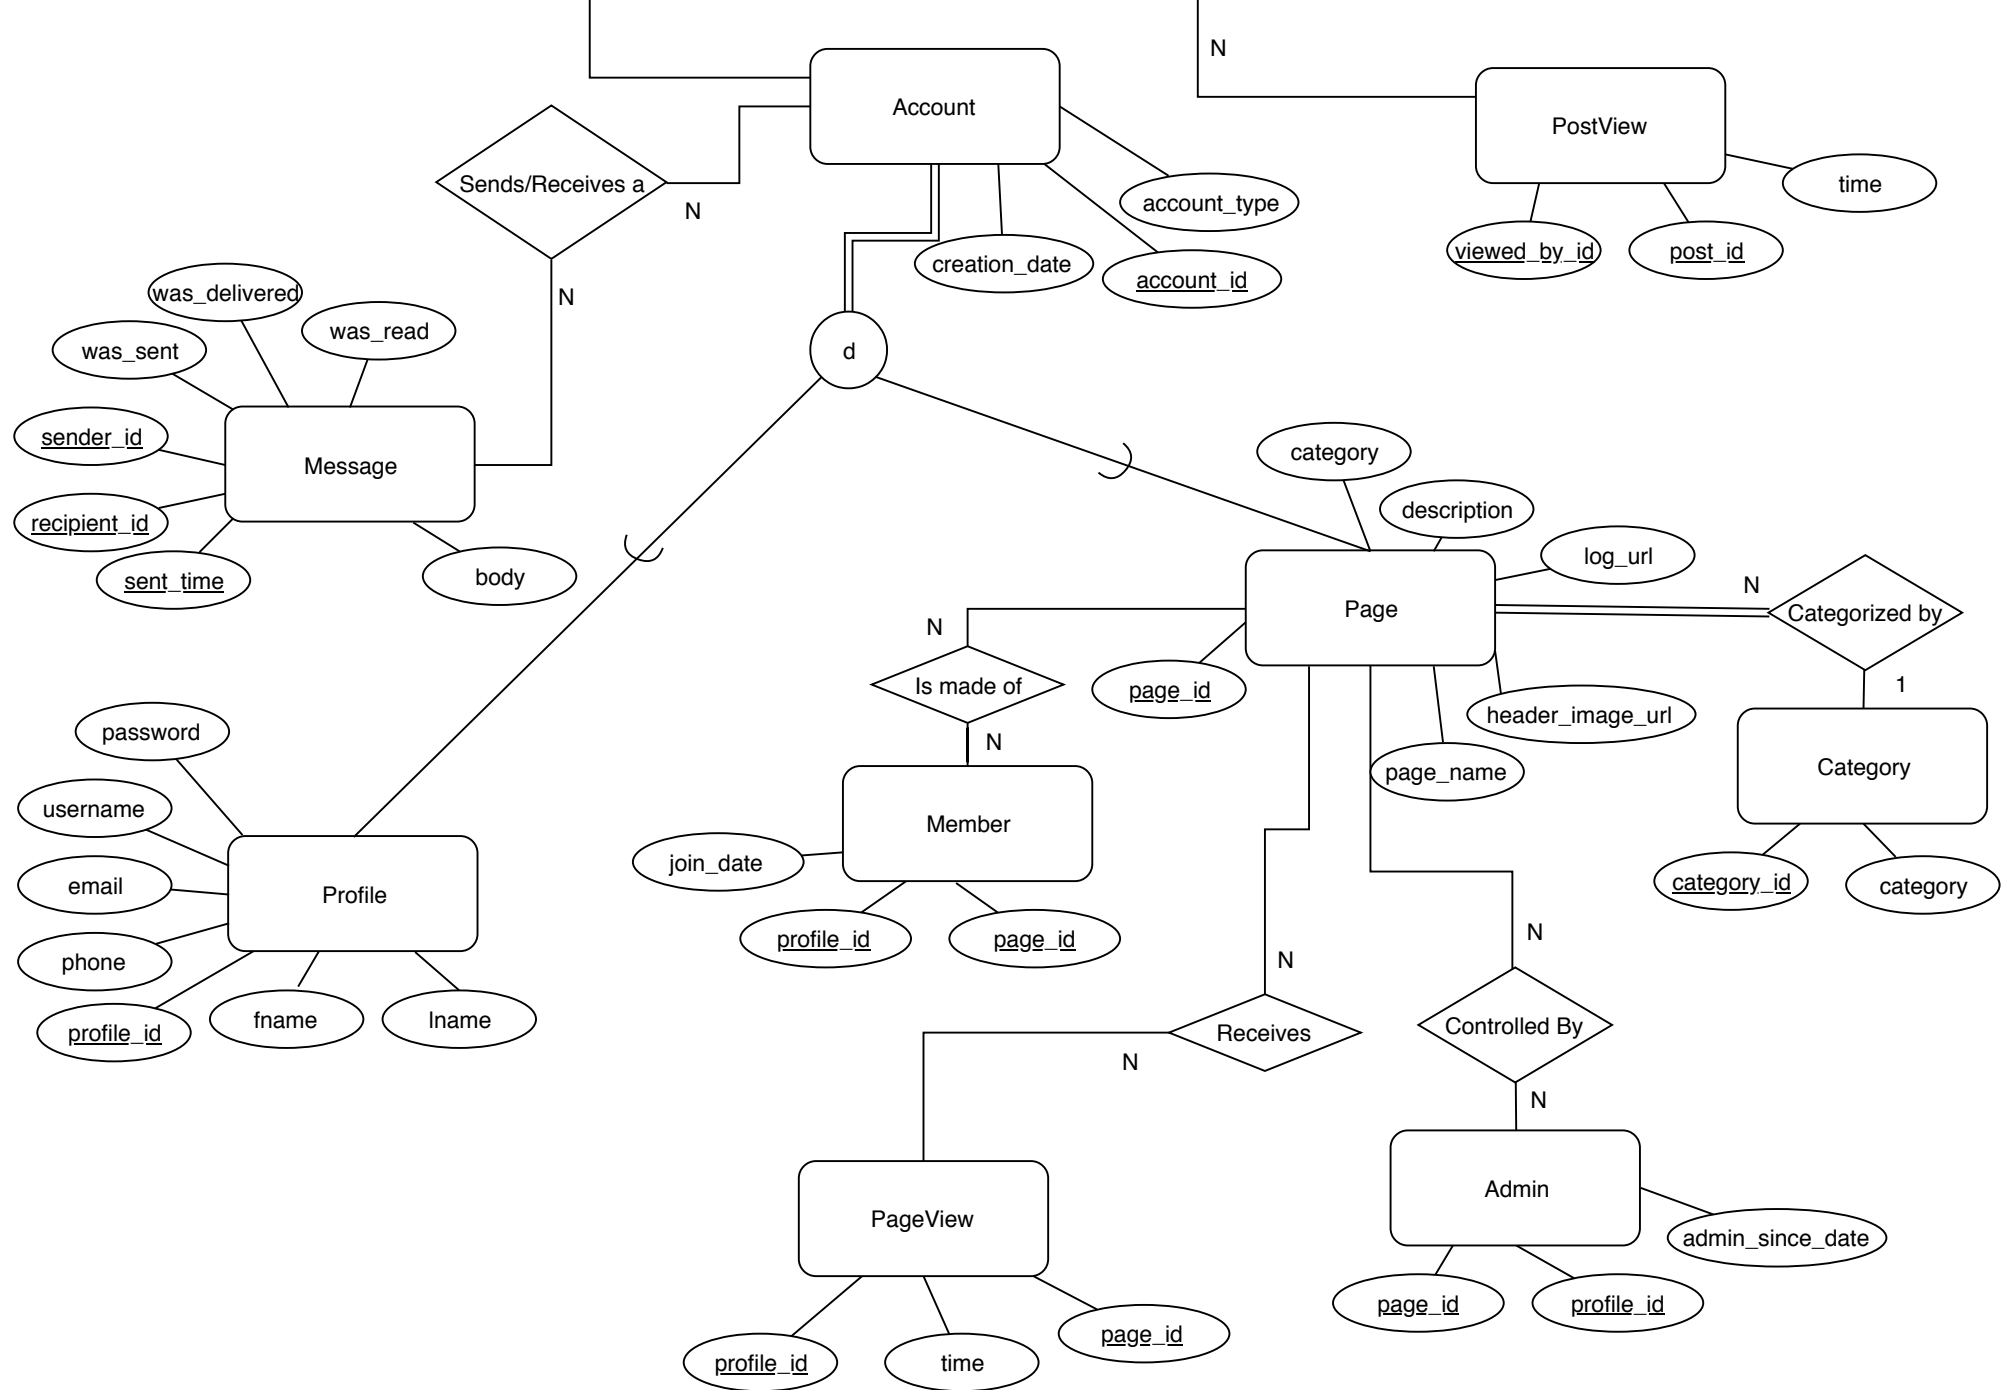 N
Account
PostView
Sends/Receives a
N
account_type
time
creation_date
account_id
viewed_by_id
post_id
was_delivered
N
was_read
was_sent
d
sender_id
Message
category
recipient_id
description
sent_time
body
log_url
N
Page
Categorized by
N
Is made of
page_id
1
header_image_url
password
N
page_name
Category
username
Member
join_date
email
Profile
category_id
category
phone
profile_id
page_id
N
N
profile_id
fname
lname
Receives
Controlled By
N
N
Admin
PageView
admin_since_date
page_id
profile_id
profile_id
time
page_id